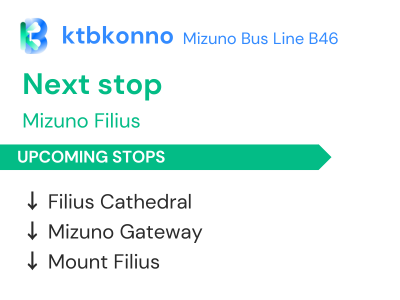 ktbkonno Mizuno Bus Line B46
Next stop
Mizuno Filius
UPCOMING STOPS
↓ Filius Cathedral
↓ Mizuno Gateway
↓ Mount Filius